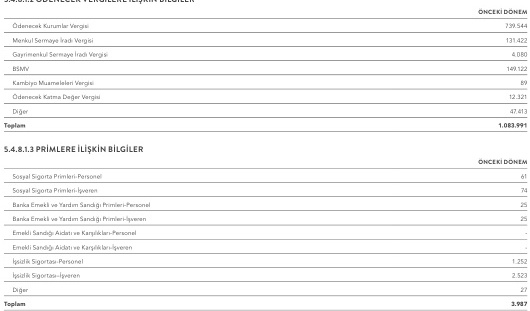 5.4.8.1.2 ÖDENECEK VERGİLERE İLİŞKİN BİLGİLER
ÖNCEKİ DÖNEM
Ödenecek Kurumlar Vergisi 739.544
Menkul Sermaye İradı Vergisi 131.422
Gayrimenkul Sermaye İradı Vergisi 4.080
BSMV 149.122
Kambiyo Muameleleri Vergisi 89
Ödenecek Katma Değer Vergisi 12.321
Diğer 47.413
Toplam 1.083.991
5.4.8.1.3 PRİMLERE İLİŞKİN BİLGİLER
ÖNCEKİ DÖNEM
Sosyal Sigorta Primleri-Personel 61
Sosyal Sigorta Primleri-İşveren 74
Banka Emekli ve Yardım Sandığı Primleri-Personel 25
Banka Emekli ve Yardım Sandığı Primleri-İşveren 25
Emekli Sandığı Aidatı ve Karşılıkları-Personel -
Emekli Sandığı Aidatı ve Karşılıkları-İşveren -
İşsizlik Sigortası-Personel 1.252
İşsizlik Sigortası-İşveren 2.523
Diğer 27
Toplam 3.987